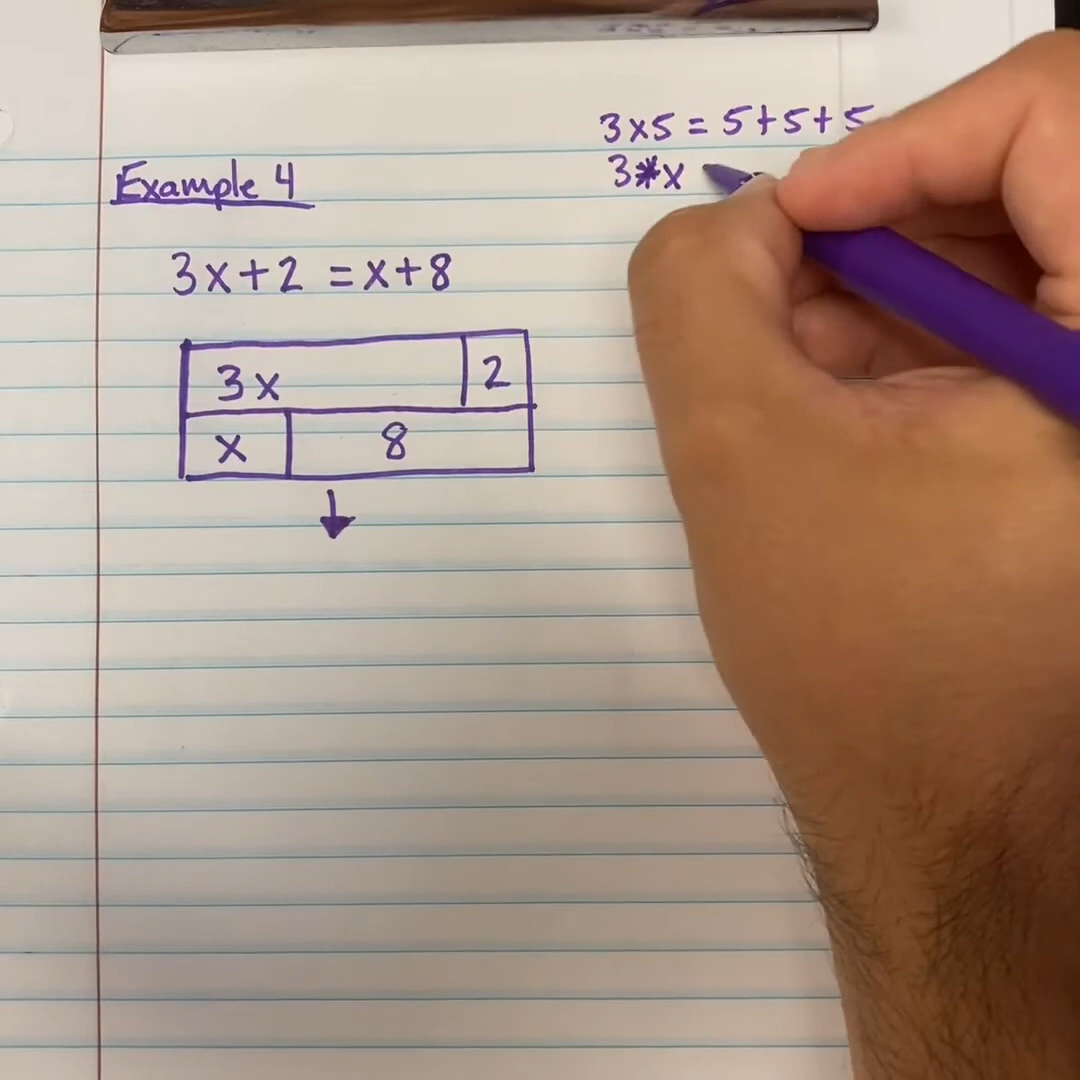 3x5 = 5+5+5
3*x
Example 4
3x+2 = x+8
3x 2
x 8